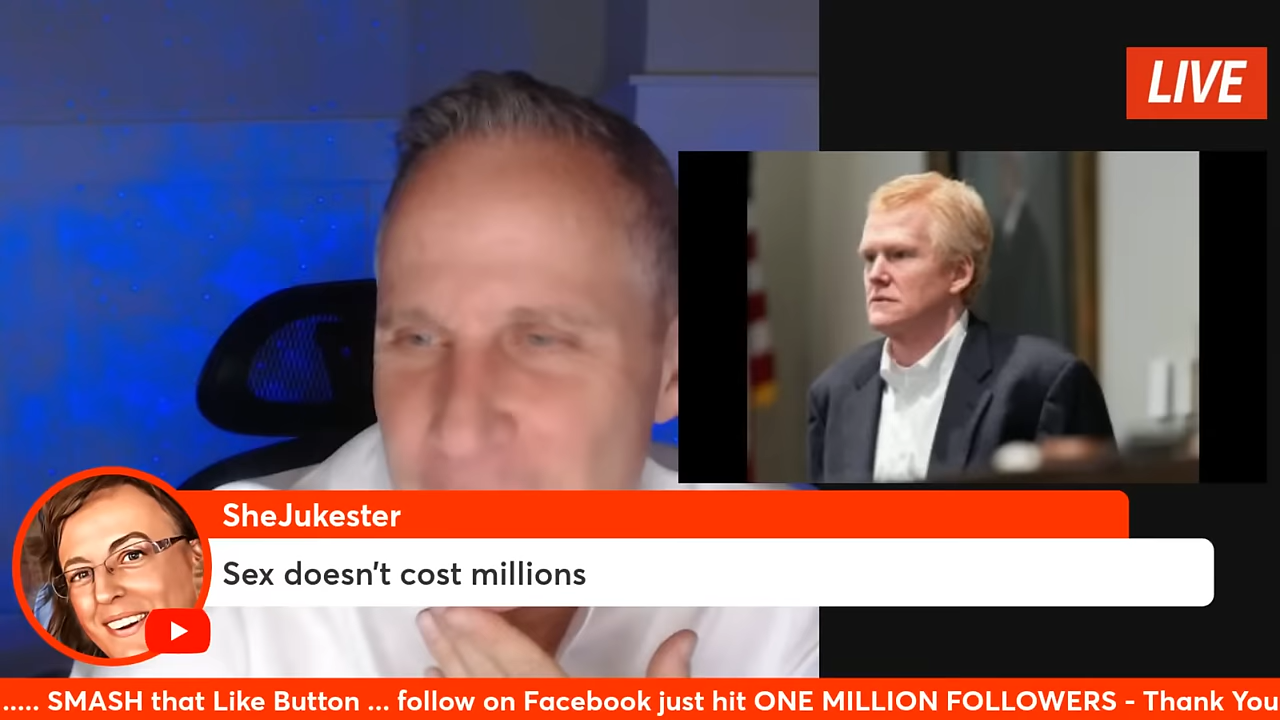 LIVE
SheJukester
Sex doesn't cost millions
..... SMASH that Like Button ... follow on Facebook just hit ONE MILLION FOLLOWERS - Thank You